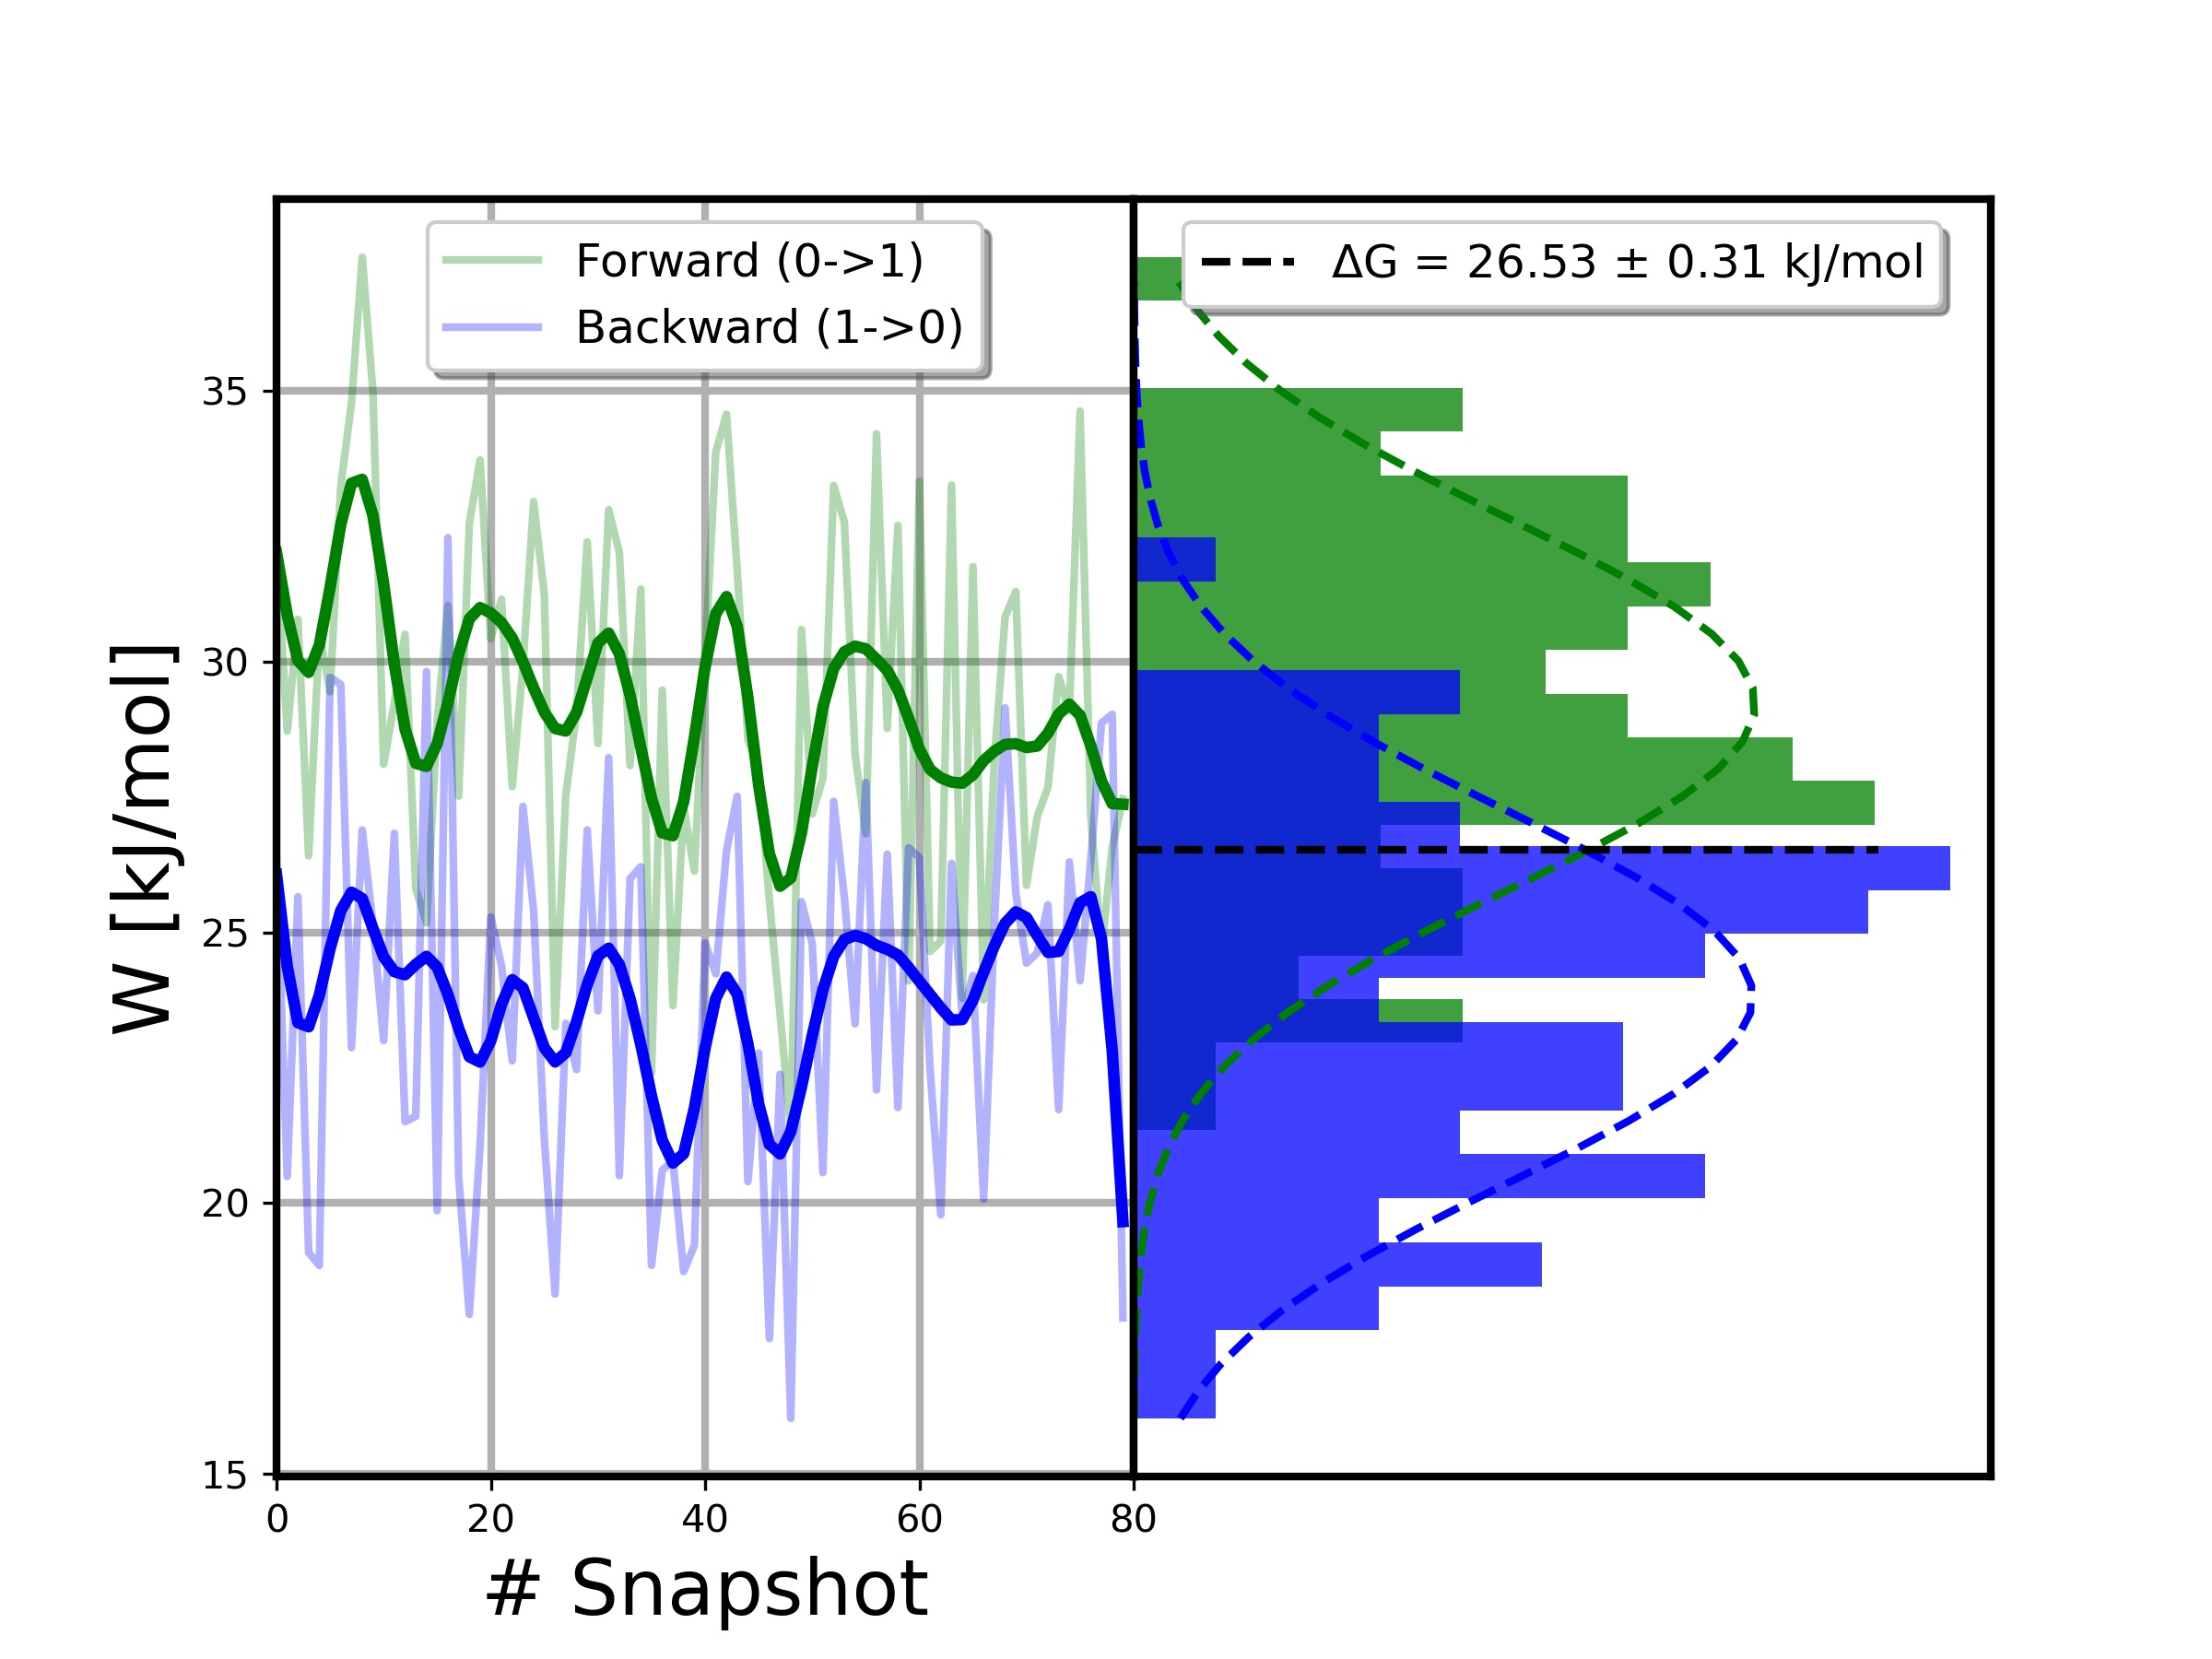 Forward (0->1)
Backward (1->0)
ΔG = 26.53 ± 0.31 kJ/mol
W [kJ/mol]
35
30
25
20
15
0 20 40 60 80
# Snapshot